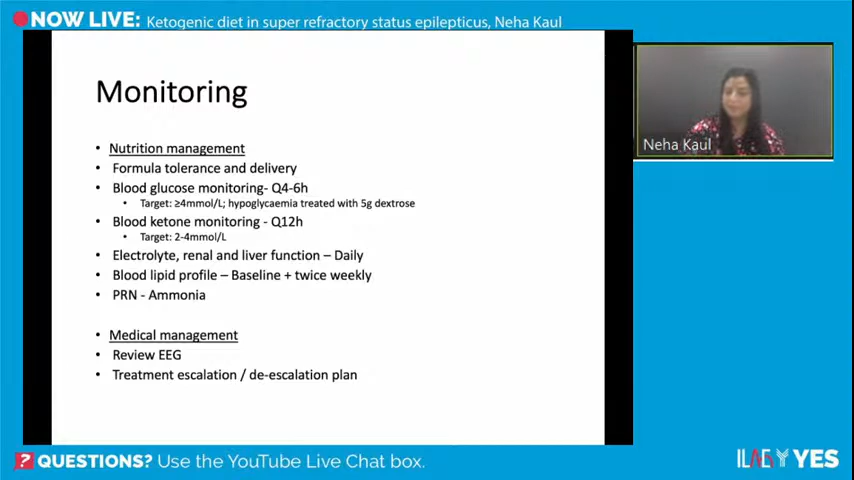 NOW LIVE: Ketogenic diet in super refractory status epilepticus, Neha Kaul
Monitoring
• Nutrition management
• Formula tolerance and delivery
• Blood glucose monitoring- Q4-6h
• Target: ≥4mmol/L; hypoglycaemia treated with 5g dextrose
• Blood ketone monitoring - Q12h
• Target: 2-4mmol/L
• Electrolyte, renal and liver function – Daily
• Blood lipid profile – Baseline + twice weekly
• PRN - Ammonia
• Medical management
• Review EEG
• Treatment escalation / de-escalation plan
Neha Kaul
? QUESTIONS? Use the YouTube Live Chat box.
ILAE YES